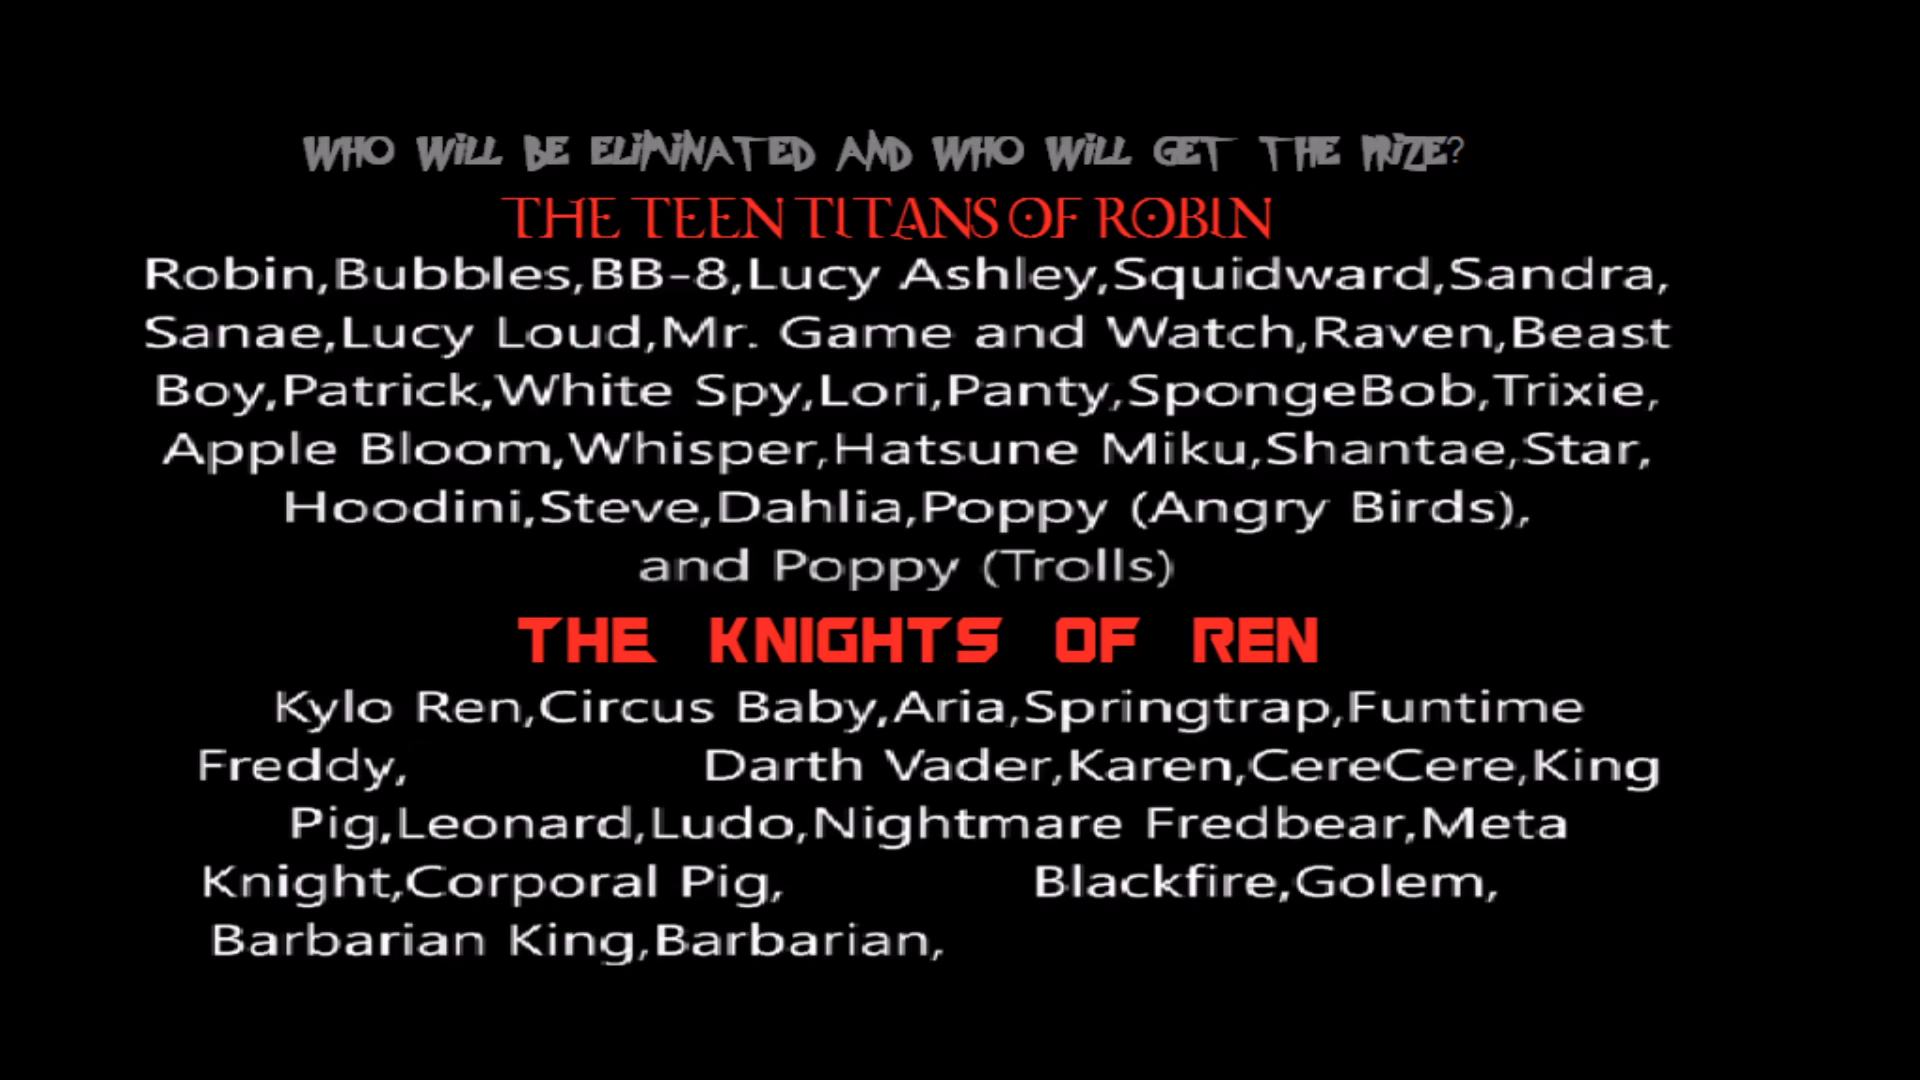 WHO WiLL BE ELiMiNATED AND WHO WiLL GET THE PRiZE?
THE TEEN TITANS OF ROBIN
Robin,Bubbles,BB-8,Lucy Ashley,Squidward,Sandra,
Sanae,Lucy Loud,Mr. Game and Watch,Raven,Beast
Boy,Patrick,White Spy,Lori,Panty,SpongeBob,Trixie,
Apple Bloom,Whisper,Hatsune Miku,Shantae,Star,
Hoodini,Steve,Dahlia,Poppy (Angry Birds),
and Poppy (Trolls)
THE KNIGHTS OF REN
Kylo Ren,Circus Baby,Aria,Springtrap,Funtime
Freddy, Darth Vader,Karen,CereCere,King
Pig,Leonard,Ludo,Nightmare Fredbear,Meta
Knight,Corporal Pig, Blackfire,Golem,
Barbarian King,Barbarian,